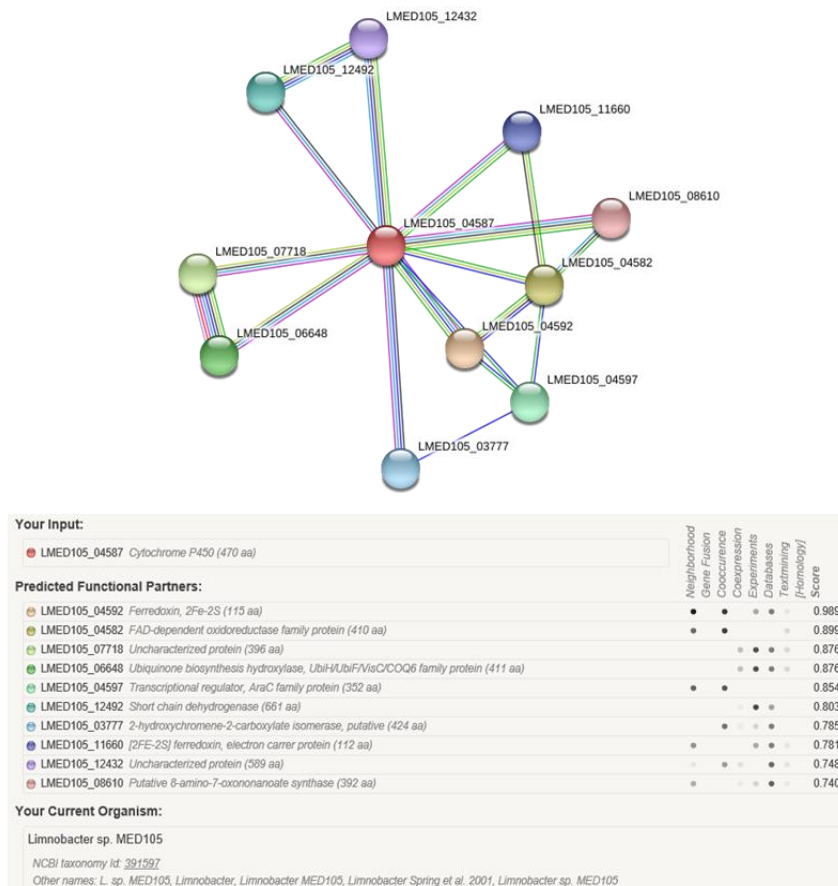 LMED105_12432
LMED105_12492
LMED105_11660
LMED105_08610
LMED105_04587
LMED105_07718
LMED105_04582
LMED105_04592
LMED105_06648
LMED105_04597
LMED105_03777
Your Input:
Neighborhood
Gene Fusion
Cooccurence
Coexpression
Experiments
Databases
Textmining
[Homology]
Score
LMED105_04587 Cytochrome P450 (470 aa)
Predicted Functional Partners:
LMED105_04592 Ferredoxin, 2Fe-2S (115 aa) 0.989
LMED105_04582 FAD-dependent oxidoreductase family protein (410 aa) 0.899
LMED105_07718 Uncharacterized protein (396 aa) 0.876
LMED105_06648 Ubiquinone biosynthesis hydroxylase, UbiH/UbiF/VisC/COQ6 family protein (411 aa) 0.876
LMED105_04597 Transcriptional regulator, AraC family protein (352 aa) 0.854
LMED105_12492 Short chain dehydrogenase (661 aa) 0.803
LMED105_03777 2-hydroxychromene-2-carboxylate isomerase, putative (424 aa) 0.785
LMED105_11660 [2FE-2S] ferredoxin, electron carrer protein (112 aa) 0.781
LMED105_12432 Uncharacterized protein (589 aa) 0.748
LMED105_08610 Putative 8-amino-7-oxononanoate synthase (392 aa) 0.740
Your Current Organism:
Limnobacter sp. MED105
NCBI taxonomy Id: 391597
Other names: L. sp. MED105, Limnobacter, Limnobacter MED105, Limnobacter Spring et al. 2001, Limnobacter sp. MED105